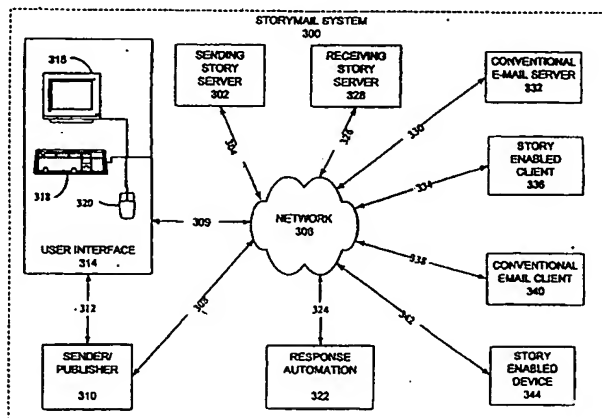 STORYMAIL SYSTEM
300
316
318
320
USER INTERFACE
314
SENDING
STORY
SERVER
302
RECEIVING
STORY
SERVER
328
CONVENTIONAL
E-MAIL SERVER
332
304
326
330
STORY
ENABLED
CLIENT
336
334
309
NETWORK
306
338
CONVENTIONAL
EMAIL CLIENT
340
312
308
324
342
SENDER/
PUBLISHER
310
RESPONSE
AUTOMATION
322
STORY
ENABLED
DEVICE
344